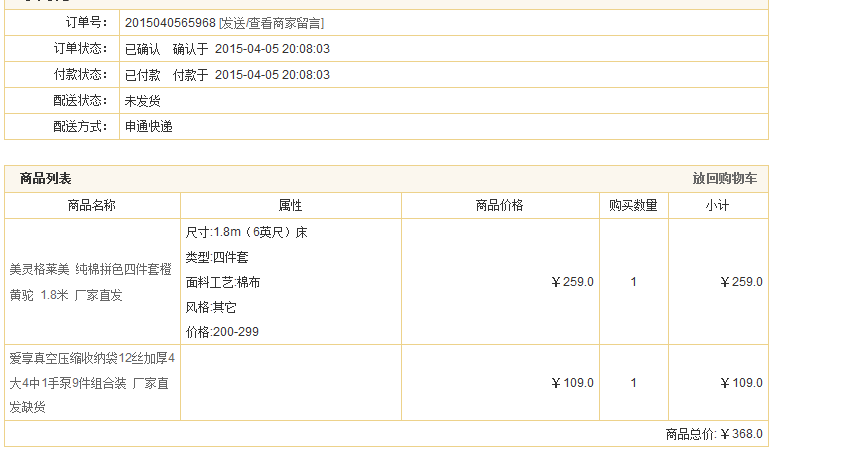 订单号： 2015040565968 [发送/查看商家留言]
订单状态： 已确认 确认于 2015-04-05 20:08:03
付款状态： 已付款 付款于 2015-04-05 20:08:03
配送状态： 未发货
配送方式： 申通快递
商品列表 放回购物车
商品名称 属性 商品价格 购买数量 小计
美灵格莱美 纯棉拼色四件套橙
黄驼 1.8米 厂家直发
尺寸:1.8m（6英尺）床
类型:四件套
面料工艺:棉布
风格:其它
价格:200-299
￥259.0 1 ￥259.0
爱享真空压缩收纳袋12丝加厚4
大4中1手泵9件组合装 厂家直
发缺货
￥109.0 1 ￥109.0
商品总价:￥368.0